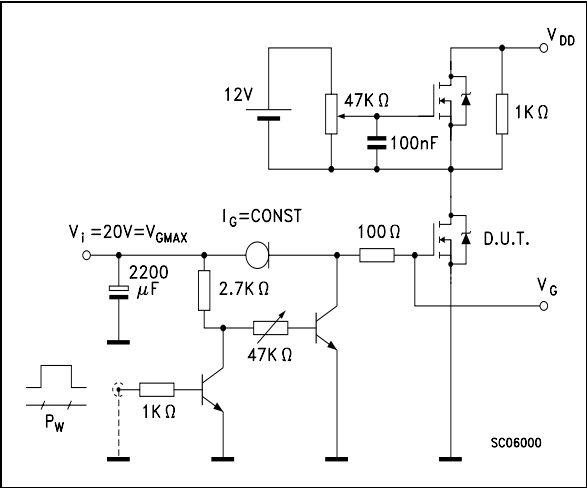 V_DD
12V
47K Ω
1K Ω
100nF
I_G=CONST
V_i =20V=V_GMAX
100 Ω
D.U.T.
2200
μF
2.7K Ω
V_G
47K Ω
1K Ω
P_W
SC06000